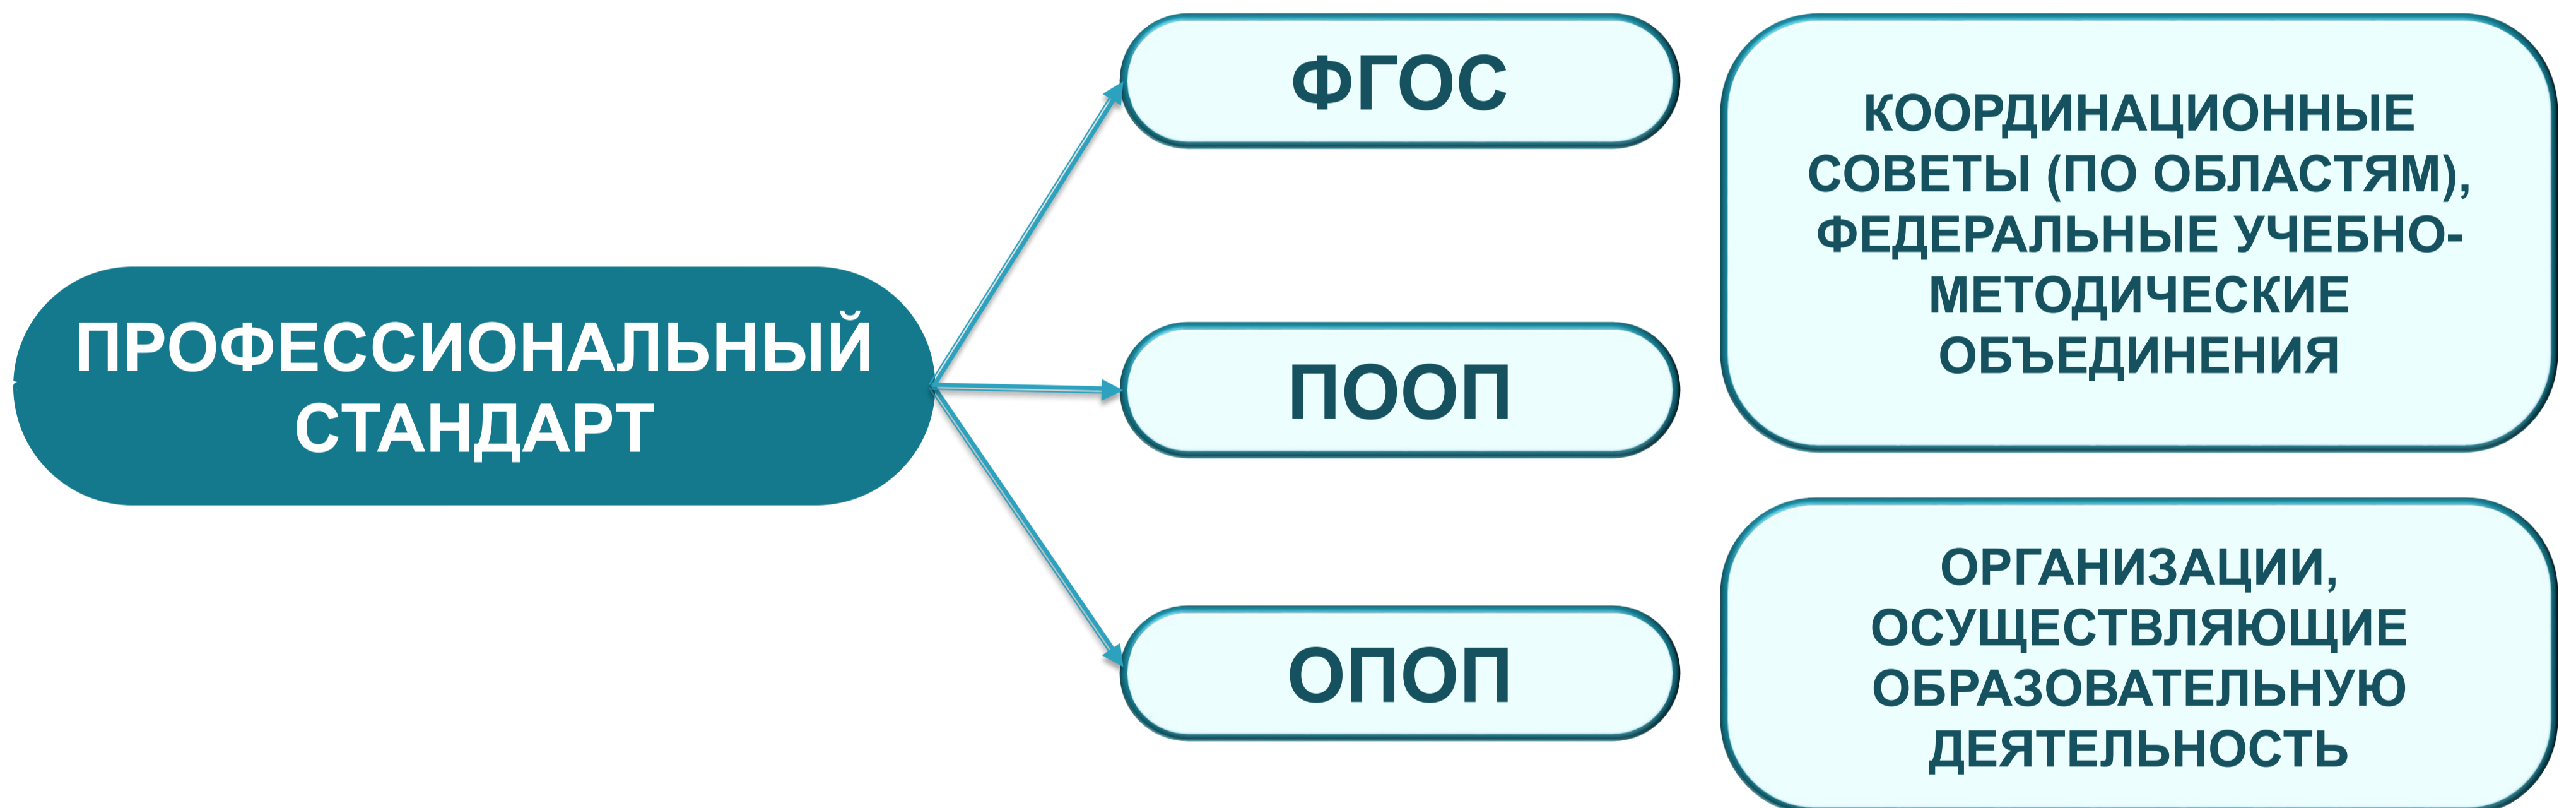 ПРОФЕССИОНАЛЬНЫЙ
СТАНДАРТ
ФГОС
ПООП
ОПОП
КООРДИНАЦИОННЫЕ
СОВЕТЫ (ПО ОБЛАСТЯМ),
ФЕДЕРАЛЬНЫЕ УЧЕБНО-
МЕТОДИЧЕСКИЕ
ОБЪЕДИНЕНИЯ
ОРГАНИЗАЦИИ,
ОСУЩЕСТВЛЯЮЩИЕ
ОБРАЗОВАТЕЛЬНУЮ
ДЕЯТЕЛЬНОСТЬ